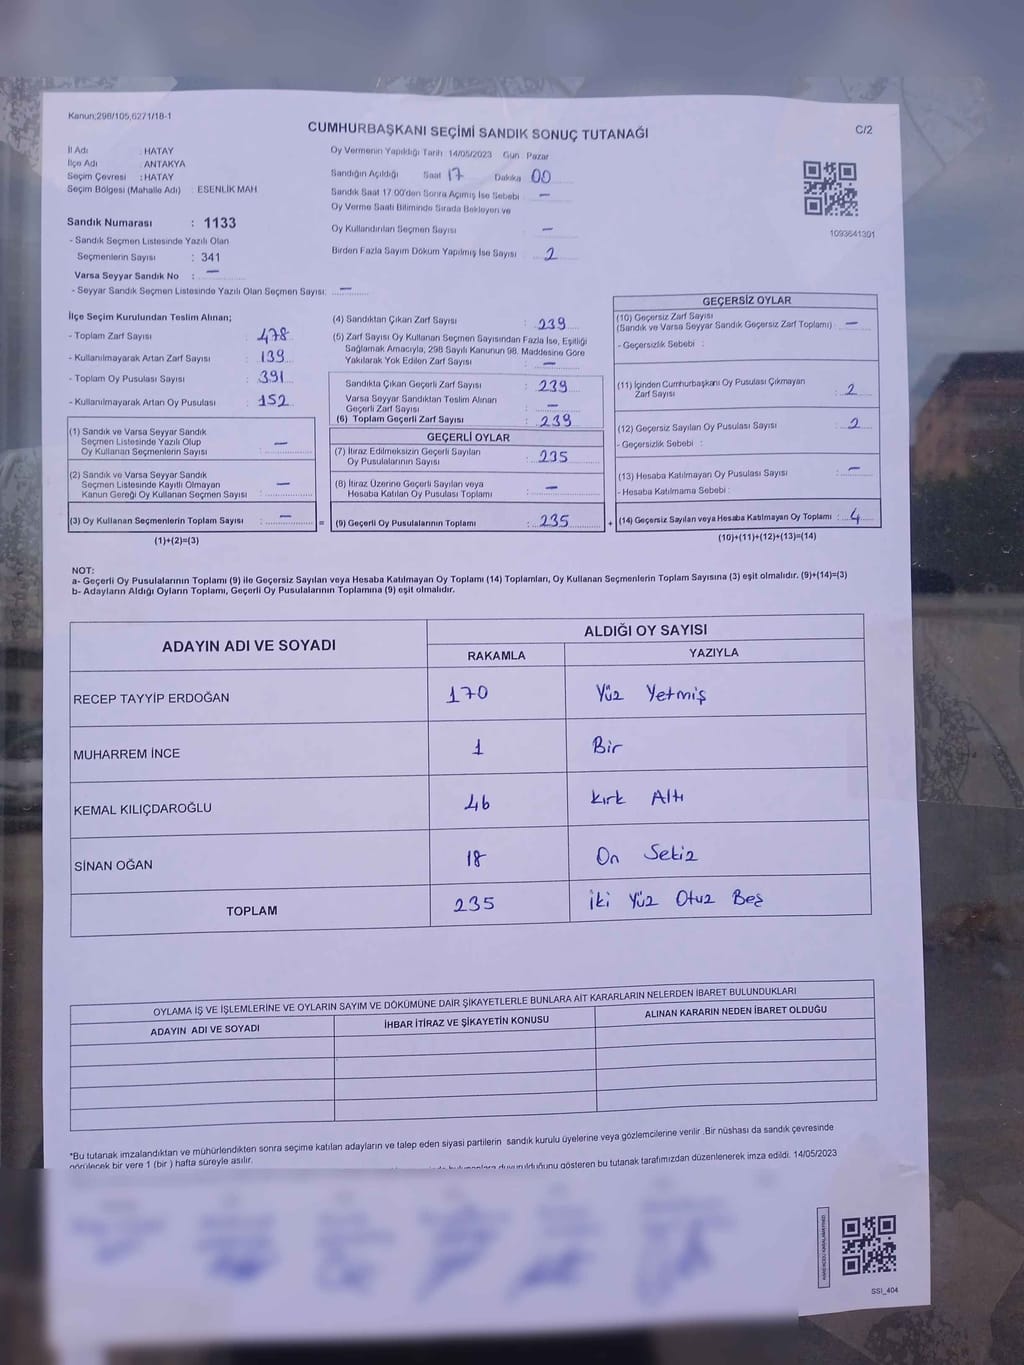 Kanun;298/105,6271/18-1
CUMHURBAŞKANI SEÇİMİ SANDIK SONUÇ TUTANAĞI
C/2
İl Adı : HATAY
İlçe Adı : ANTAKYA
Seçim Çevresi : HATAY
Seçim Bölgesi (Mahalle Adı) : ESENLİK MAH
Oy Vermenin Yapıldığı Tarih: 14/05/2023 Gün : Pazar
Sandığın Açıldığı Saat 17 Dakika 00
Sandık Saat 17.00'den Sonra Açımış İse Sebebi : —
Oy Verme Saati Bitiminde Sırada Bekleyen ve
Oy Kullandırılan Seçmen Sayısı —
Birden Fazla Sayım Döküm Yapılmış İse Sayısı : 2
1093641301
Sandık Numarası : 1133
- Sandık Seçmen Listesinde Yazılı Olan
Seçmenlerin Sayısı : 341
Varsa Seyyar Sandık No : —
- Seyyar Sandık Seçmen Listesinde Yazılı Olan Seçmen Sayısı: —
İlçe Seçim Kurulundan Teslim Alınan;
- Toplam Zarf Sayısı : 478
- Kullanılmayarak Artan Zarf Sayısı : 139
- Toplam Oy Pusulası Sayısı : 391
- Kullanılmayarak Artan Oy Pusulası : 152
(1) Sandık ve Varsa Seyyar Sandık
Seçmen Listesinde Yazılı Olup
Oy Kullanan Seçmenlerin Sayısı : —
(2) Sandık ve Varsa Seyyar Sandık
Seçmen Listesinde Kayıtlı Olmayan
Kanun Gereği Oy Kullanan Seçmen Sayısı : —
(3) Oy Kullanan Seçmenlerin Toplam Sayısı : —
(1)+(2)=(3)
(4) Sandıktan Çıkan Zarf Sayısı : 239
(5) Zarf Sayısı Oy Kullanan Seçmen Sayısından Fazla İse, Eşitliği
Sağlamak Amacıyla, 298 Sayılı Kanunun 98. Maddesine Göre
Yakılarak Yok Edilen Zarf Sayısı : —
Sandıkta Çıkan Geçerli Zarf Sayısı : 239
Varsa Seyyar Sandıktan Teslim Alınan
Geçerli Zarf Sayısı : —
(6) Toplam Geçerli Zarf Sayısı : 239
GEÇERLİ OYLAR
(7) İtiraz Edilmeksizin Geçerli Sayılan
Oy Pusulalarının Sayısı : 235
(8) İtiraz Üzerine Geçerli Sayılan veya
Hesaba Katılan Oy Pusulası Toplamı : —
= (9) Geçerli Oy Pusulalarının Toplamı : 235
GEÇERSİZ OYLAR
(10) Geçersiz Zarf Sayısı
(Sandık ve Varsa Seyyar Sandık Geçersiz Zarf Toplamı) : —
- Geçersizlik Sebebi :
(11) İçinden Cumhurbaşkanı Oy Pusulası Çıkmayan
Zarf Sayısı : 2
(12) Geçersiz Sayılan Oy Pusulası Sayısı : 2
- Geçersizlik Sebebi :
(13) Hesaba Katılmayan Oy Pusulası Sayısı : —
- Hesaba Katılmama Sebebi :
+ (14) Geçersiz Sayılan veya Hesaba Katılmayan Oy Toplamı : 4
(10)+(11)+(12)+(13)=(14)
NOT:
a- Geçerli Oy Pusulalarının Toplamı (9) ile Geçersiz Sayılan veya Hesaba Katılmayan Oy Toplamı (14) Toplamları, Oy Kullanan Seçmenlerin Toplam Sayısına (3) eşit olmalıdır. (9)+(14)=(3)
b- Adayların Aldığı Oyların Toplamı, Geçerli Oy Pusulalarının Toplamına (9) eşit olmalıdır.
ADAYIN ADI VE SOYADI
ALDIĞI OY SAYISI
RAKAMLA YAZIYLA
RECEP TAYYİP ERDOĞAN 170 Yüz Yetmiş
MUHARREM İNCE 1 Bir
KEMAL KILIÇDAROĞLU 46 Kırk Altı
SİNAN OĞAN 18 On Sekiz
TOPLAM 235 İki Yüz Otuz Beş
OYLAMA İŞ VE İŞLEMLERİNE VE OYLARIN SAYIM VE DÖKÜMÜNE DAİR ŞİKAYETLERLE BUNLARA AİT KARARLARIN NELERDEN İBARET BULUNDUKLARI
ADAYIN ADI VE SOYADI İHBAR İTİRAZ VE ŞİKAYETİN KONUSU ALINAN KARARIN NEDEN İBARET OLDUĞU
*Bu tutanak imzalandıktan ve mühürlendikten sonra seçime katılan adayların ve talep eden siyasi partilerin sandık kurulu üyelerine veya gözlemcilerine verilir .Bir nüshası da sandık çevresinde
görülecek bir yere 1 (bir ) hafta süreyle asılır.
duyurulduğunu gösteren bu tutanak tarafımızdan düzenlenerek imza edildi. 14/05/2023
SSI_404